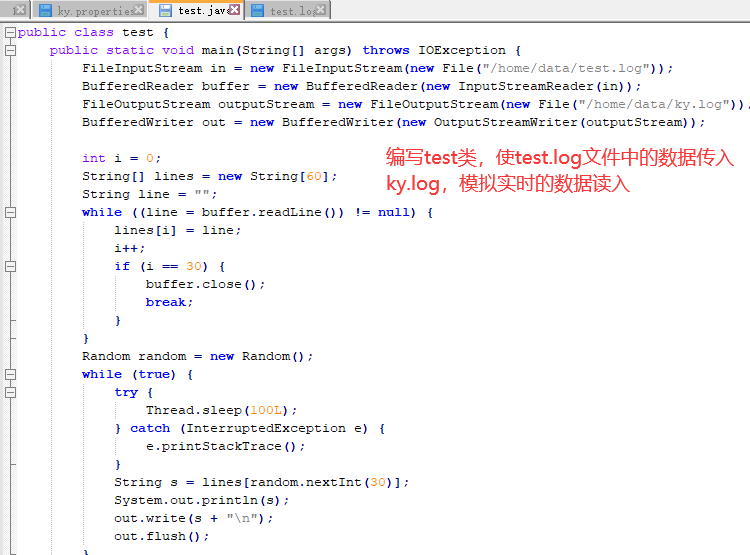 ky.properties test.java test.log
public class test {
public static void main(String[] args) throws IOException {
FileInputStream in = new FileInputStream(new File("/home/data/test.log"));
BufferedReader buffer = new BufferedReader(new InputStreamReader(in));
FileOutputStream outputStream = new FileOutputStream(new File("/home/data/ky.log"));
BufferedWriter out = new BufferedWriter(new OutputStreamWriter(outputStream));
int i = 0;
编写test类，使test.log文件中的数据传入
String[] lines = new String[60];
ky.log，模拟实时的数据读入
String line = "";
while ((line = buffer.readLine()) != null) {
lines[i] = line;
i++;
if (i == 30) {
buffer.close();
break;
}
}
Random random = new Random();
while (true) {
try {
Thread.sleep(100L);
} catch (InterruptedException e) {
e.printStackTrace();
}
String s = lines[random.nextInt(30)];
System.out.println(s);
out.write(s + "\n");
out.flush();
}